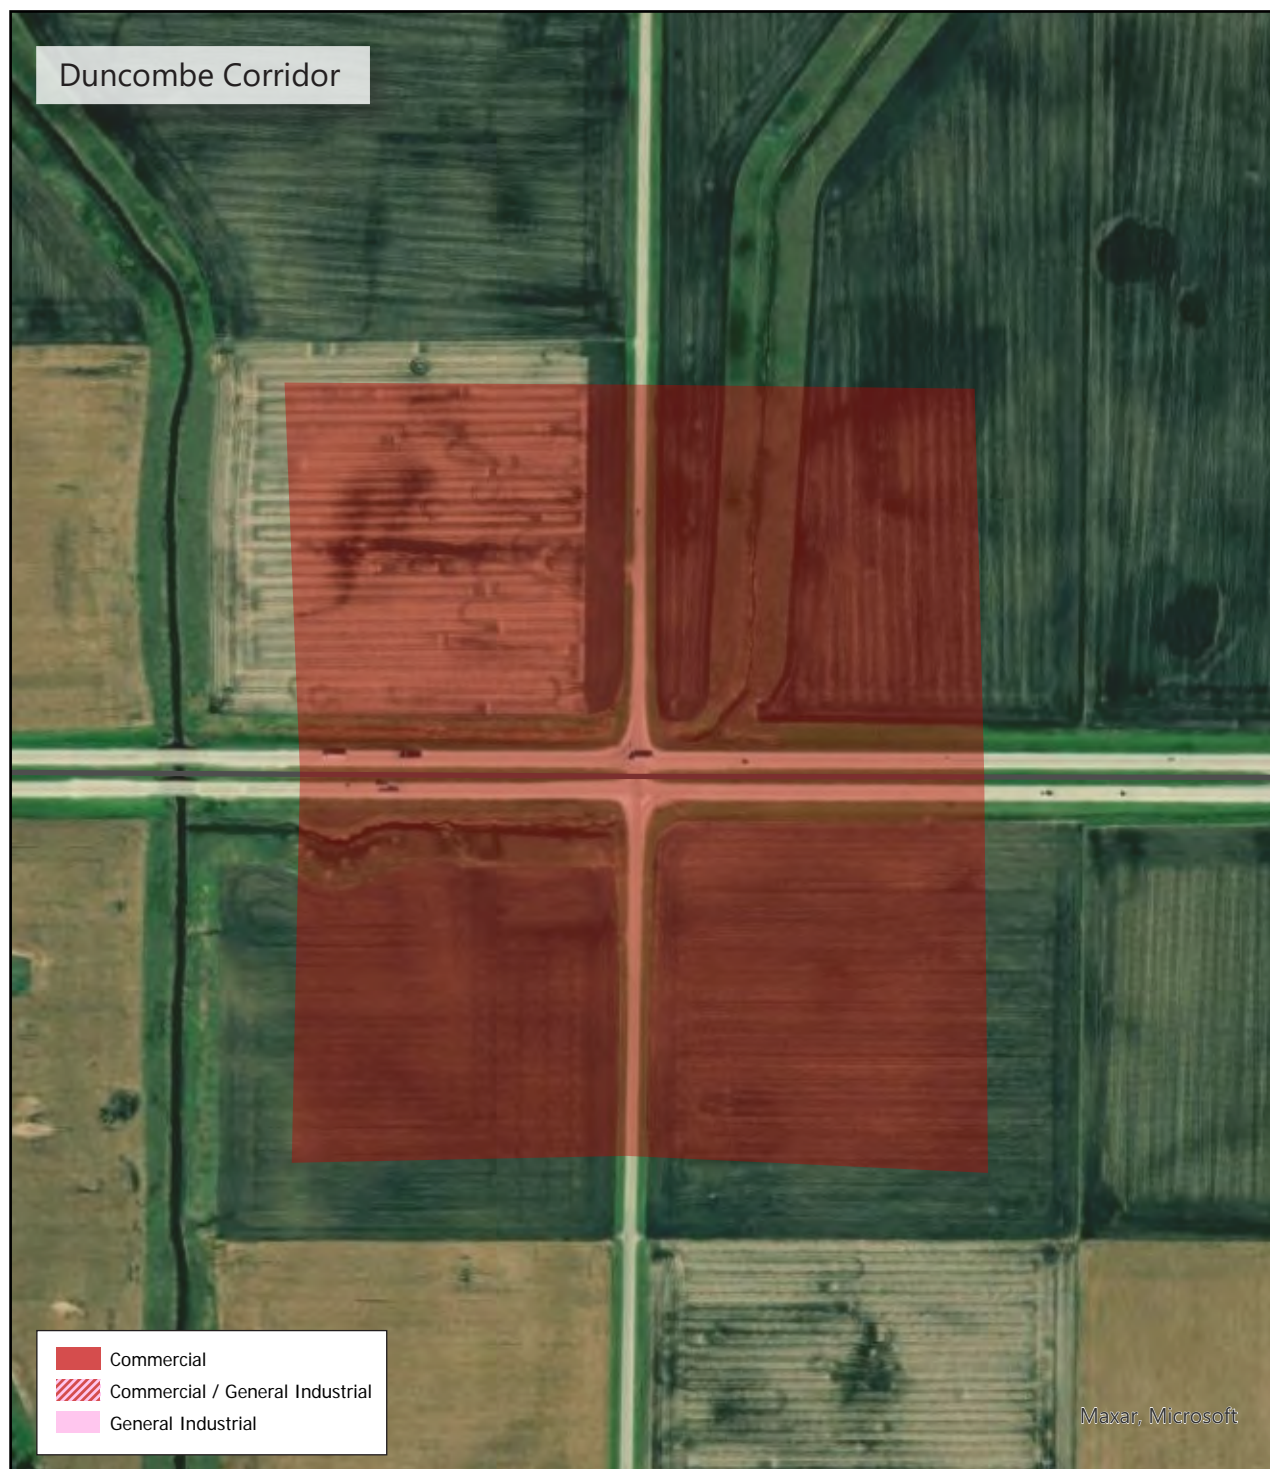 Duncombe Corridor
Commercial
Commercial / General Industrial
General Industrial
Maxar, Microsoft